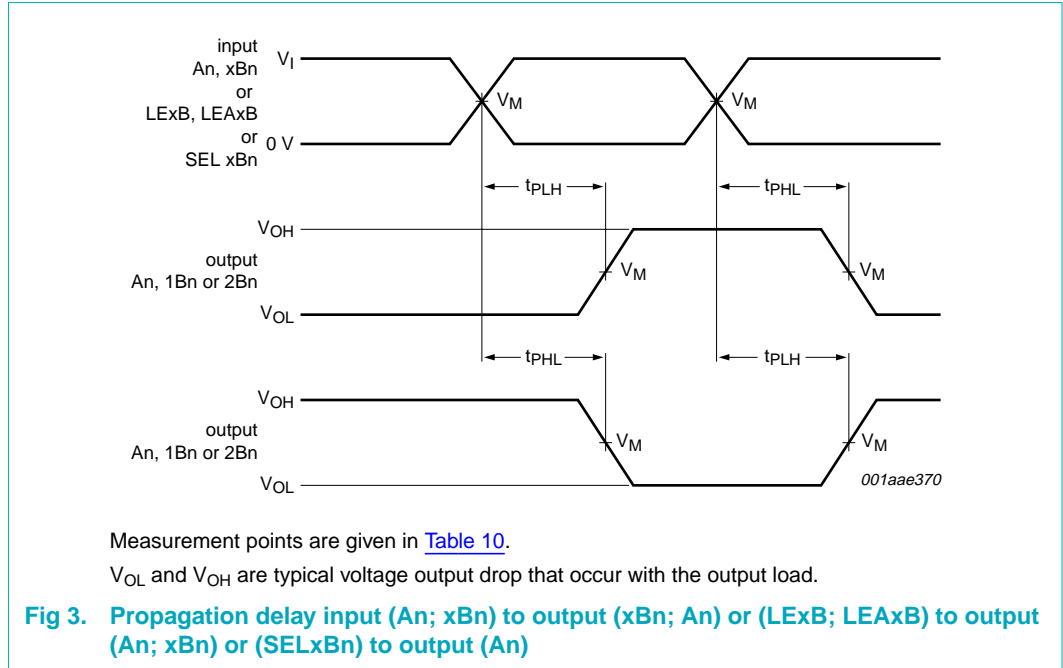 input
An, xBn
or
LExB, LEAxB
or
SEL xBn
VI
0 V
VM
VM
tPLH
tPHL
VOH
output
An, 1Bn or 2Bn
VOL
VM
VM
tPHL
tPLH
VOH
output
An, 1Bn or 2Bn
VOL
VM
VM
001aae370
Measurement points are given in Table 10.
VOL and VOH are typical voltage output drop that occur with the output load.
Fig 3. Propagation delay input (An; xBn) to output (xBn; An) or (LExB; LEAxB) to output
(An; xBn) or (SELxBn) to output (An)